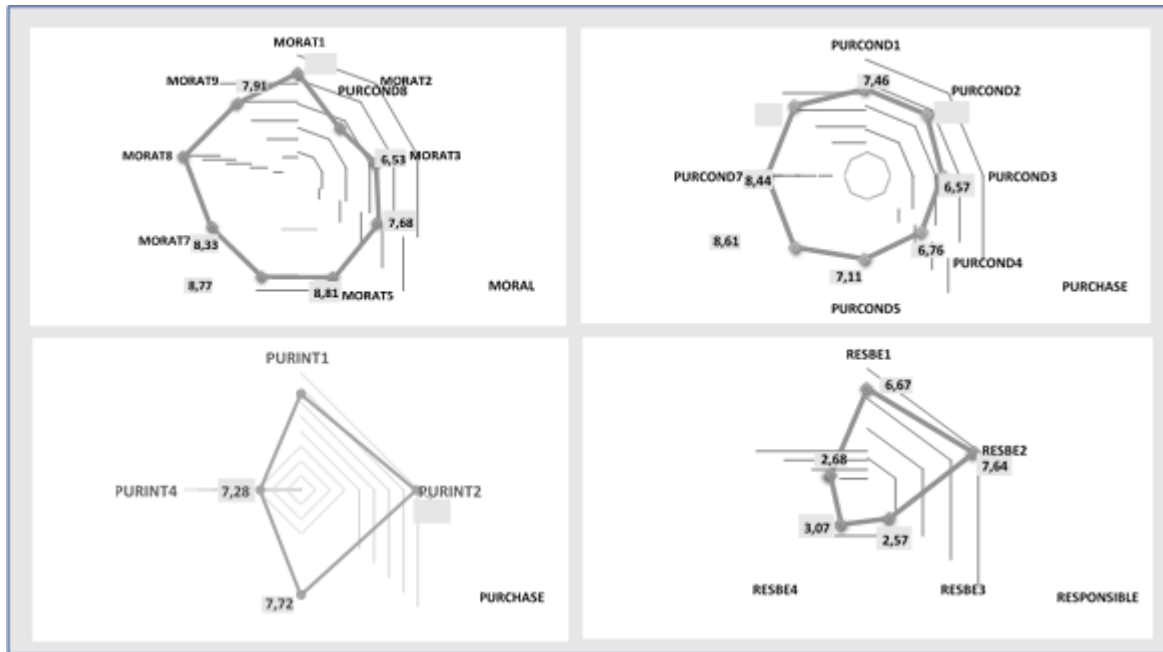 MORAT1
MORAT9
7,91
MORAT2
PURCOND8
MORAT8
6,53
MORAT3
7,68
MORAT7
8,33
8,77
8,81
MORAT5
MORAL
PURCOND1
7,46
PURCOND2
PURCOND7
8,44
6,57
PURCOND3
8,61
6,76
7,11
PURCOND4
PURCOND5
PURCHASE
PURINT1
PURINT4
7,28
PURINT2
7,72
PURCHASE
RESBE1
6,67
RESBE2
7,64
2,68
3,07
2,57
RESBE4
RESBE3
RESPONSIBLE